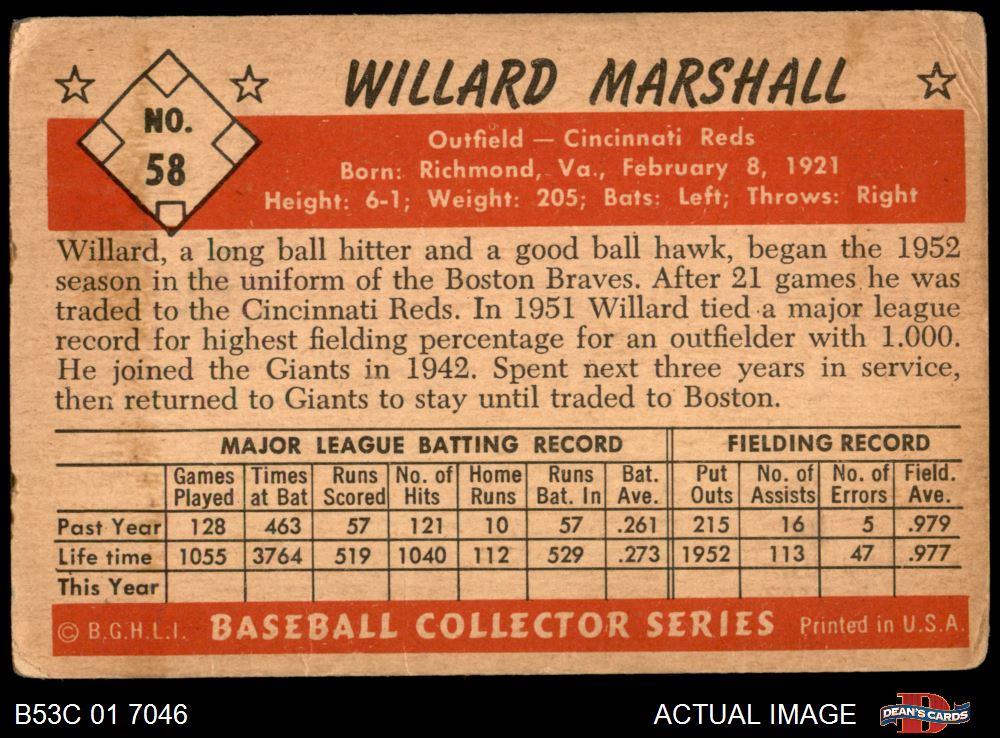 NO.
58
WILLARD MARSHALL
Outfield — Cincinnati Reds
Born: Richmond, Va., February 8, 1921
Height: 6-1; Weight: 205; Bats: Left; Throws: Right
Willard, a long ball hitter and a good ball hawk, began the 1952
season in the uniform of the Boston Braves. After 21 games he was
traded to the Cincinnati Reds. In 1951 Willard tied a major league
record for highest fielding percentage for an outfielder with 1.000.
He joined the Giants in 1942. Spent next three years in service,
then returned to Giants to stay until traded to Boston.
MAJOR LEAGUE BATTING RECORD FIELDING RECORD
Games Times Runs No. of Home Runs Bat. Put No. of No. of Field.
Played at Bat Scored Hits Runs Bat. In Ave. Outs Assists Errors Ave.
Past Year 128 463 57 121 10 57 .261 215 16 5 .979
Life time 1055 3764 519 1040 112 529 .273 1952 113 47 .977
This Year
© B.G.H.L.I. BASEBALL COLLECTOR SERIES Printed in U.S.A.
B53C 01 7046 ACTUAL IMAGE DEAN'S CARDS